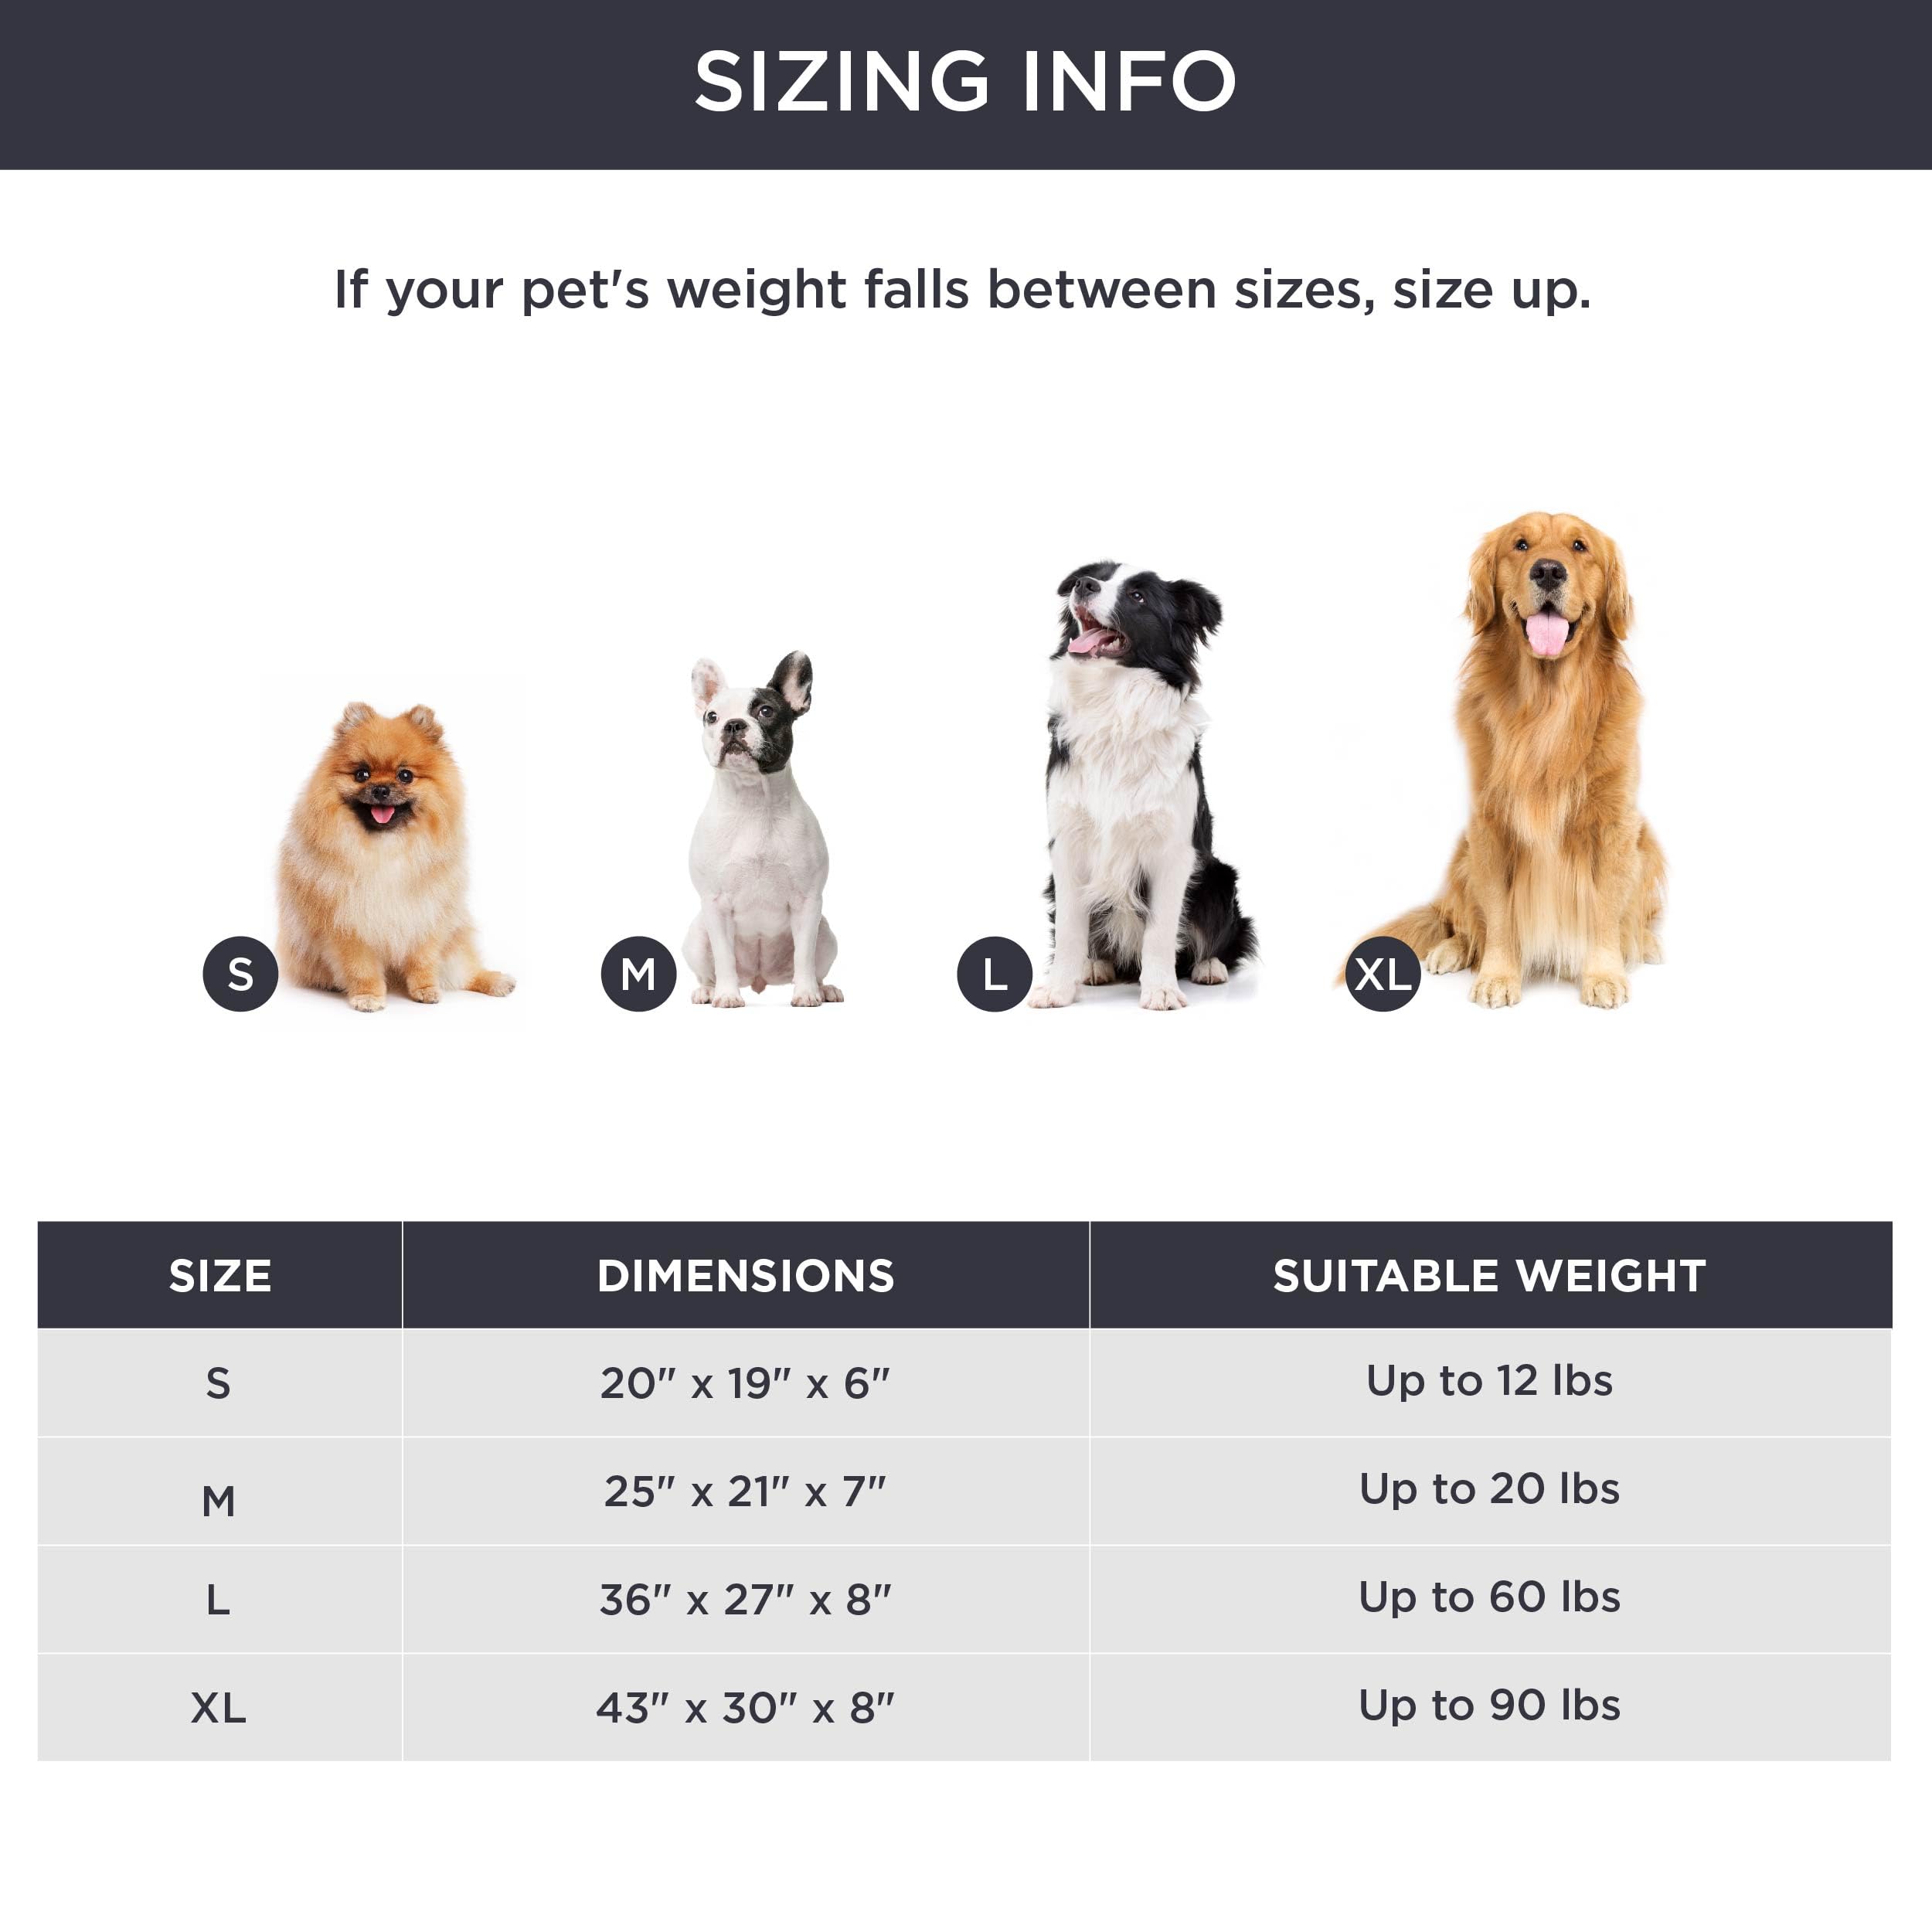 SIZING INFO
If your pet's weight falls between sizes, size up.
S
M
L
XL
SIZE DIMENSIONS SUITABLE WEIGHT
S 20" x 19" x 6" Up to 12 lbs
M 25" x 21" x 7" Up to 20 lbs
L 36" x 27" x 8" Up to 60 lbs
XL 43" x 30" x 8" Up to 90 lbs